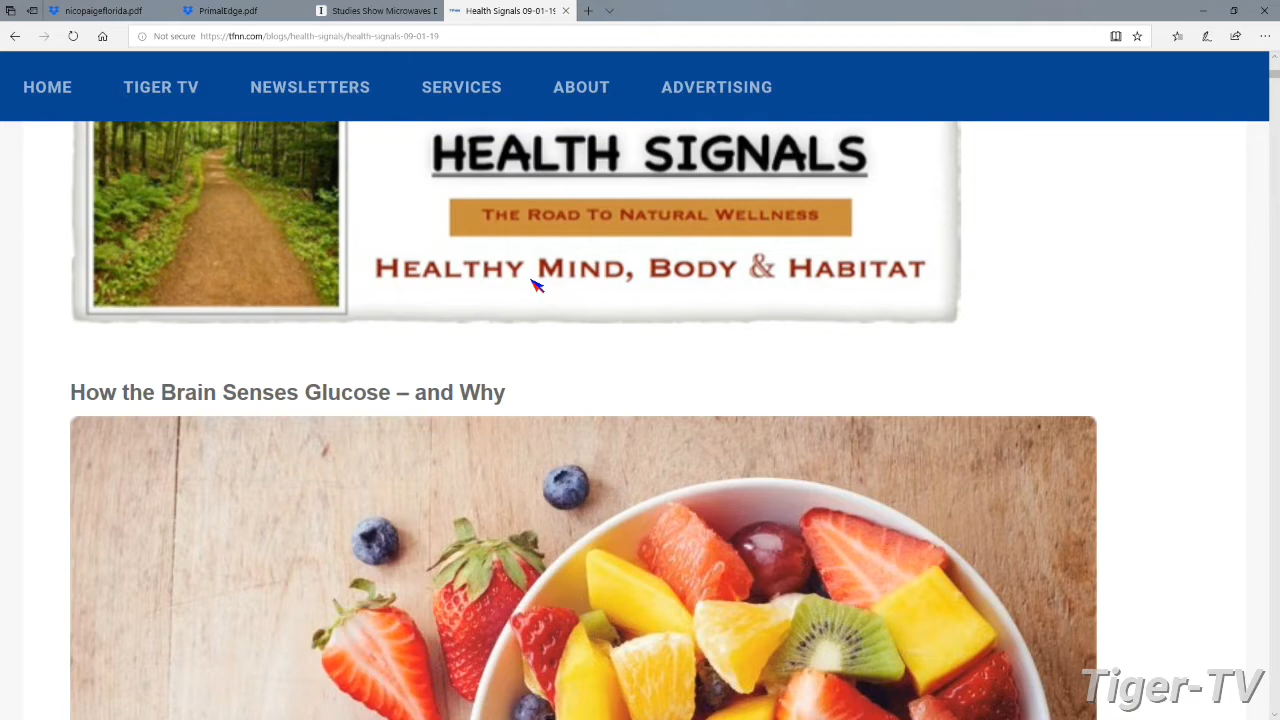 nicopaigeflorida.pdf
PrimalEdge.pdf
Studies Show Microwaves D
Health Signals 09-01-19
Not secure https://tfnn.com/blogs/health-signals/health-signals-09-01-19
HOME TIGER TV NEWSLETTERS SERVICES ABOUT ADVERTISING
HEALTH SIGNALS
THE ROAD TO NATURAL WELLNESS
HEALTHY MIND, BODY & HABITAT
How the Brain Senses Glucose – and Why
Tiger-TV